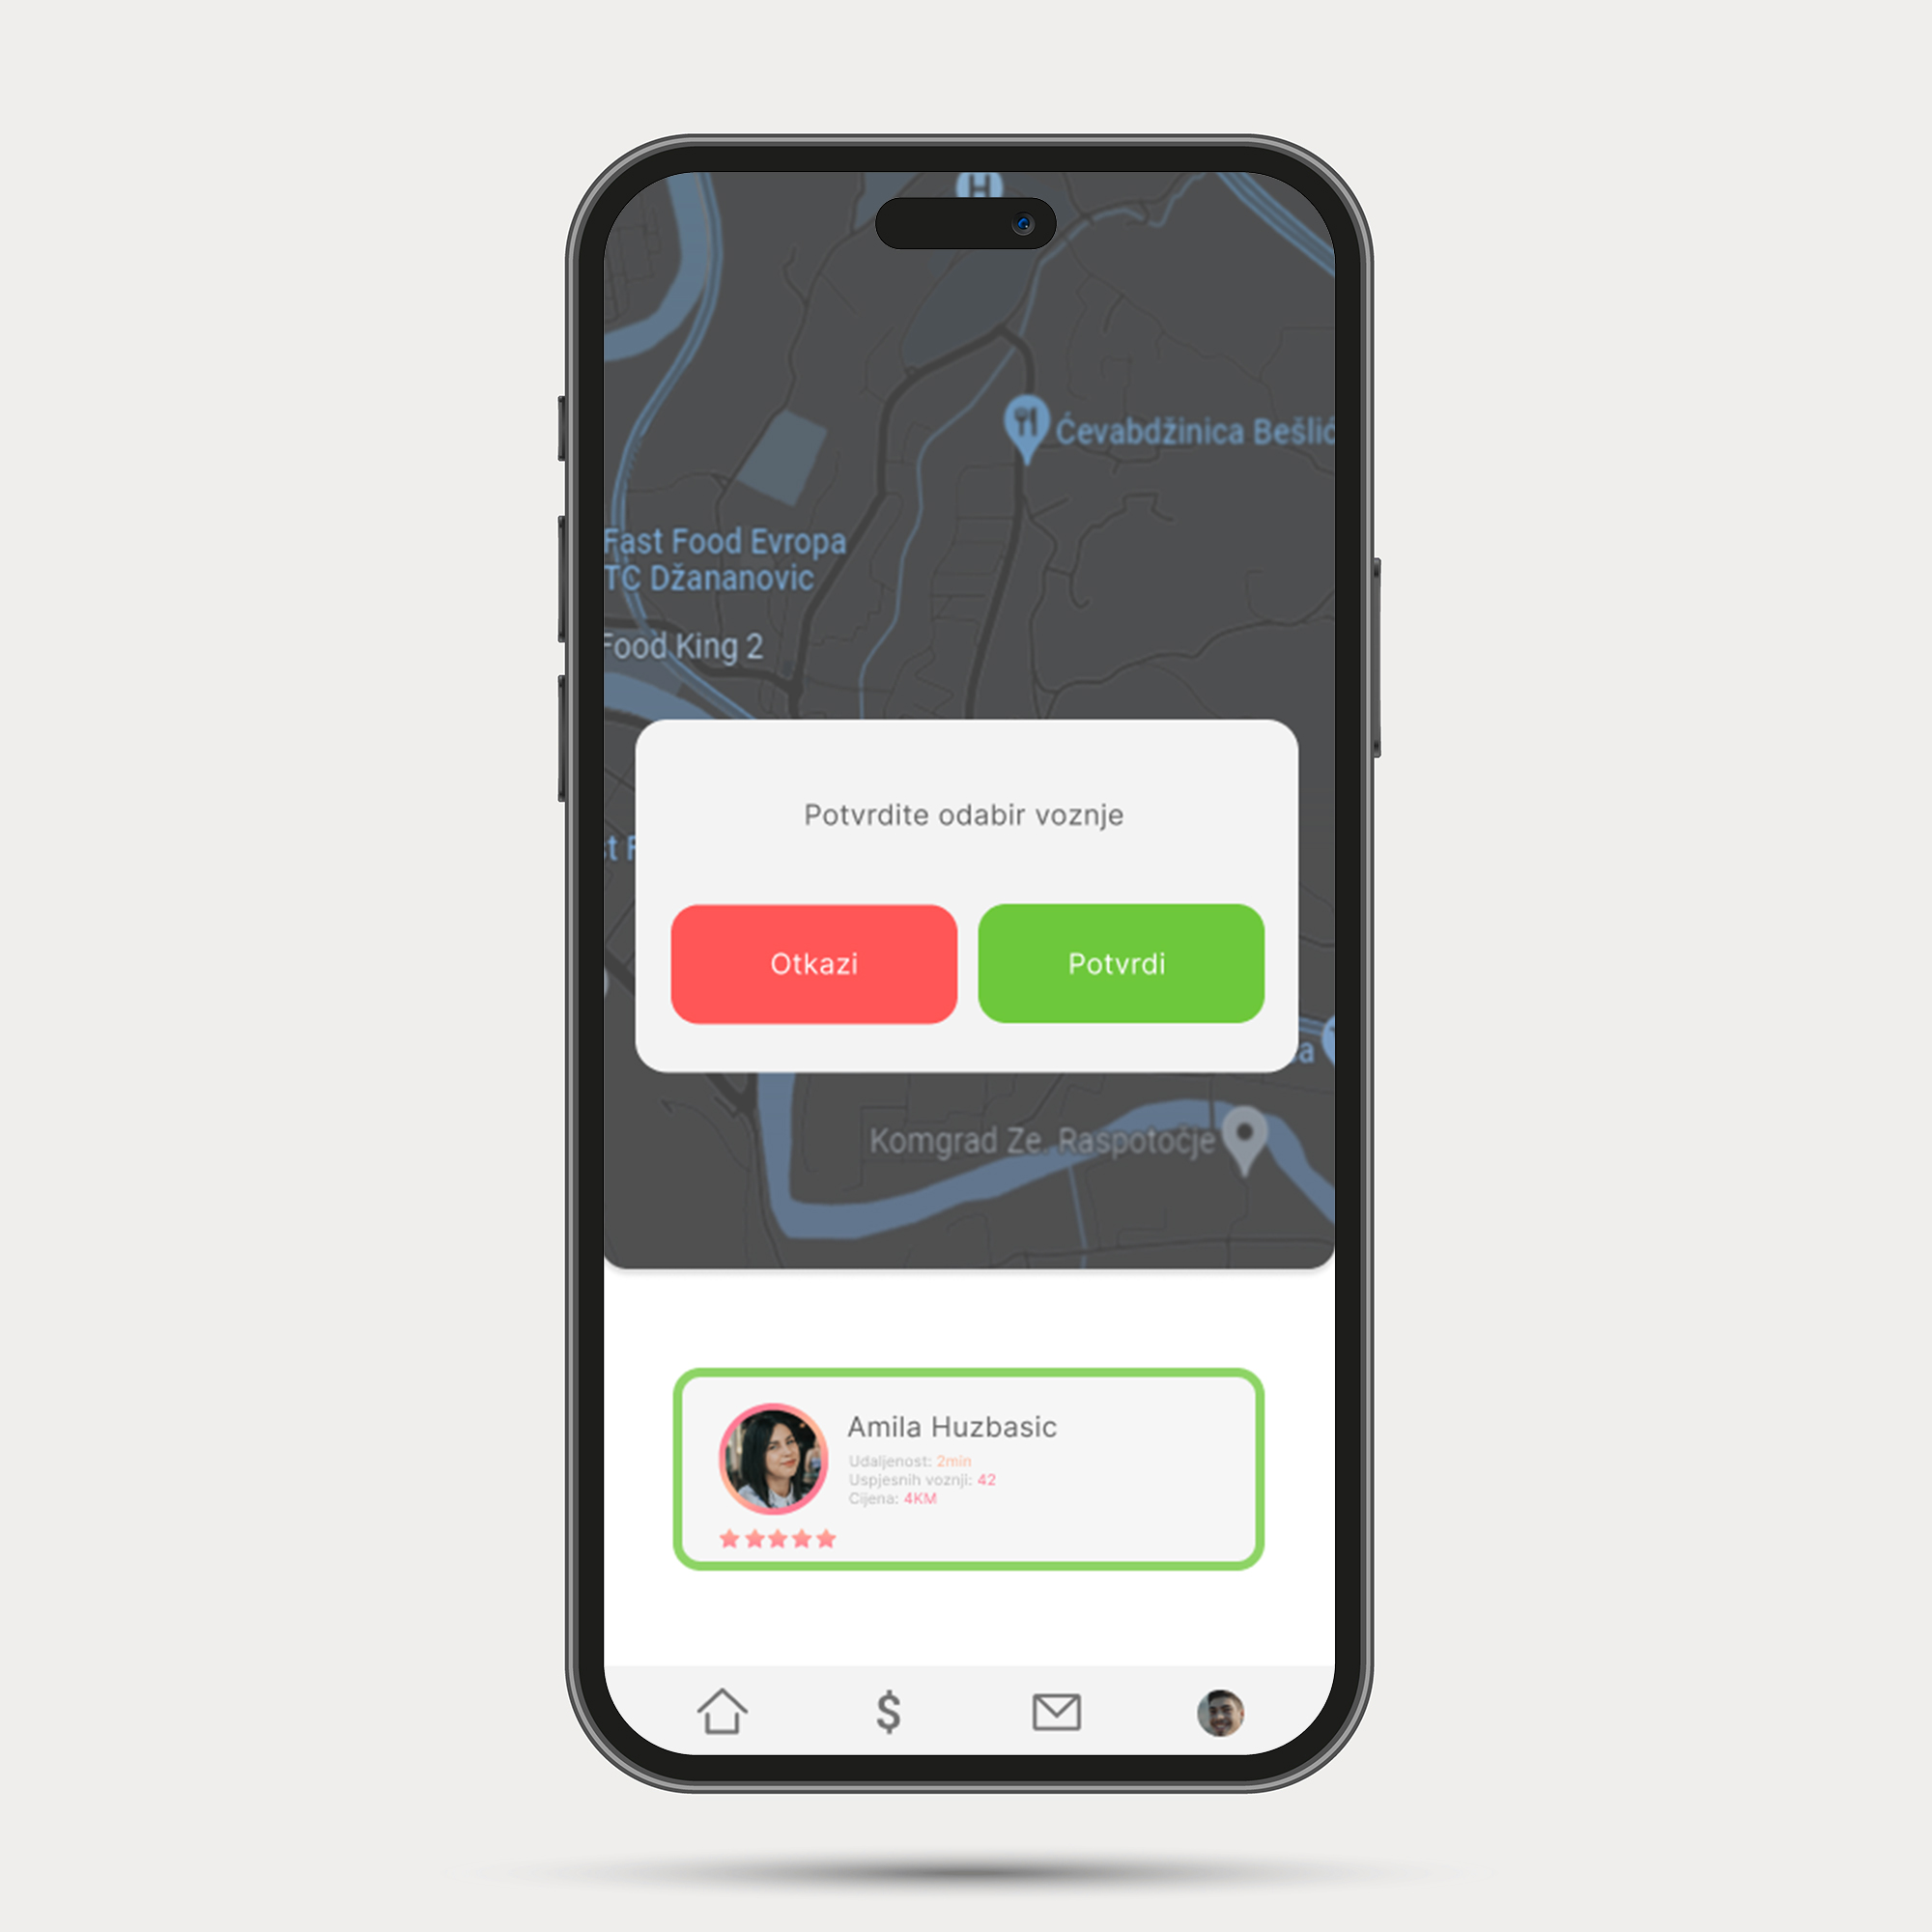 H
Ćevabdžinica Bešlić
Fast Food Evropa
TC Džananovic
Food King 2
Potvrdite odabir voznje
Otkazi
Potvrdi
Komgrad Ze. Raspotočje
Amila Huzbasic
Udaljenost: 2min
Uspjesnih voznji: 42
Cijena: 4KM
$